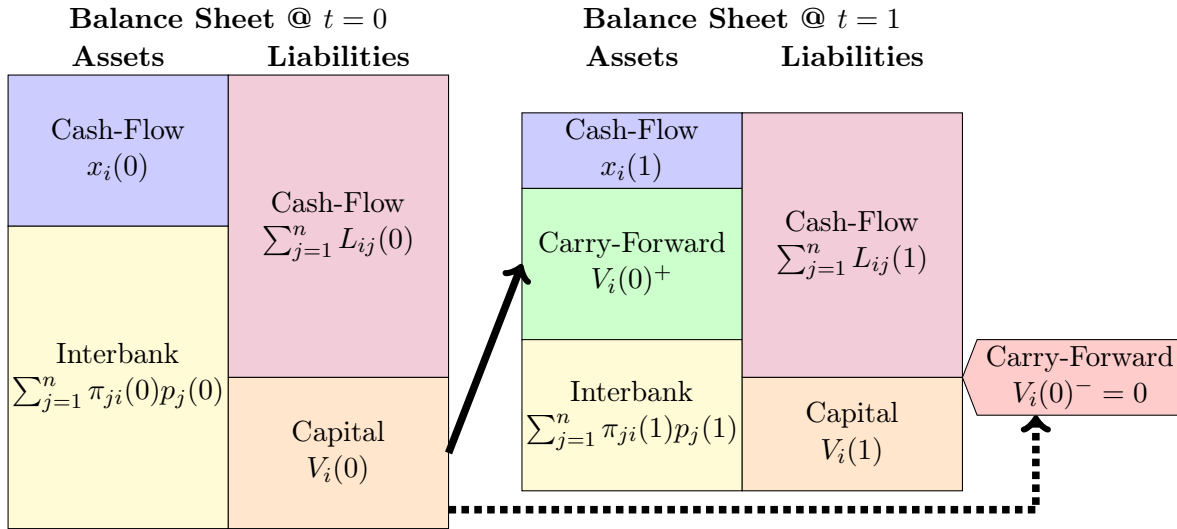 Balance Sheet @ t = 0
Assets Liabilities
Cash-Flow
x_i(0)
Interbank
∑_{j=1}^{n} π_{ji}(0)p_j(0)
Cash-Flow
∑_{j=1}^{n} L_{ij}(0)
Capital
V_i(0)
Balance Sheet @ t = 1
Assets Liabilities
Cash-Flow
x_i(1)
Carry-Forward
V_i(0)^+
Interbank
∑_{j=1}^{n} π_{ji}(1)p_j(1)
Cash-Flow
∑_{j=1}^{n} L_{ij}(1)
Capital
V_i(1)
Carry-Forward
V_i(0)^− = 0